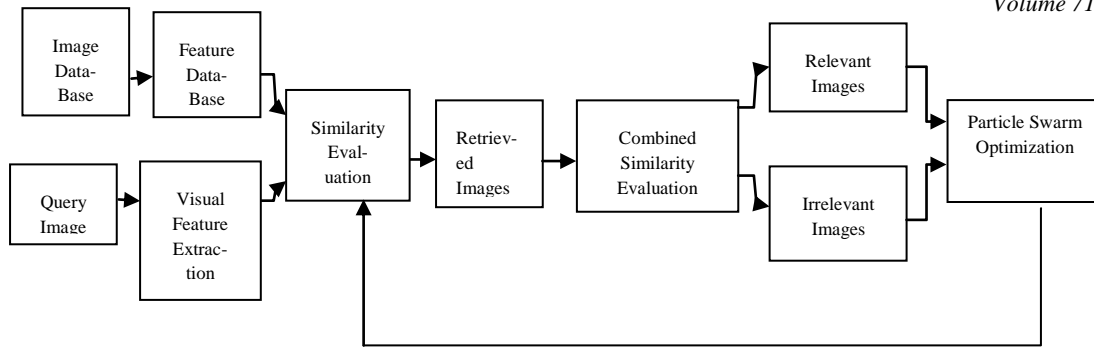 Volume 71
Image
Data-
Base
Feature
Data-
Base
Similarity
Eval-
uation
Retriev-
ed
Images
Combined
Similarity
Evaluation
Relevant
Images
Particle Swarm
Optimization
Query
Image
Visual
Feature
Extrac-
tion
Irrelevant
Images